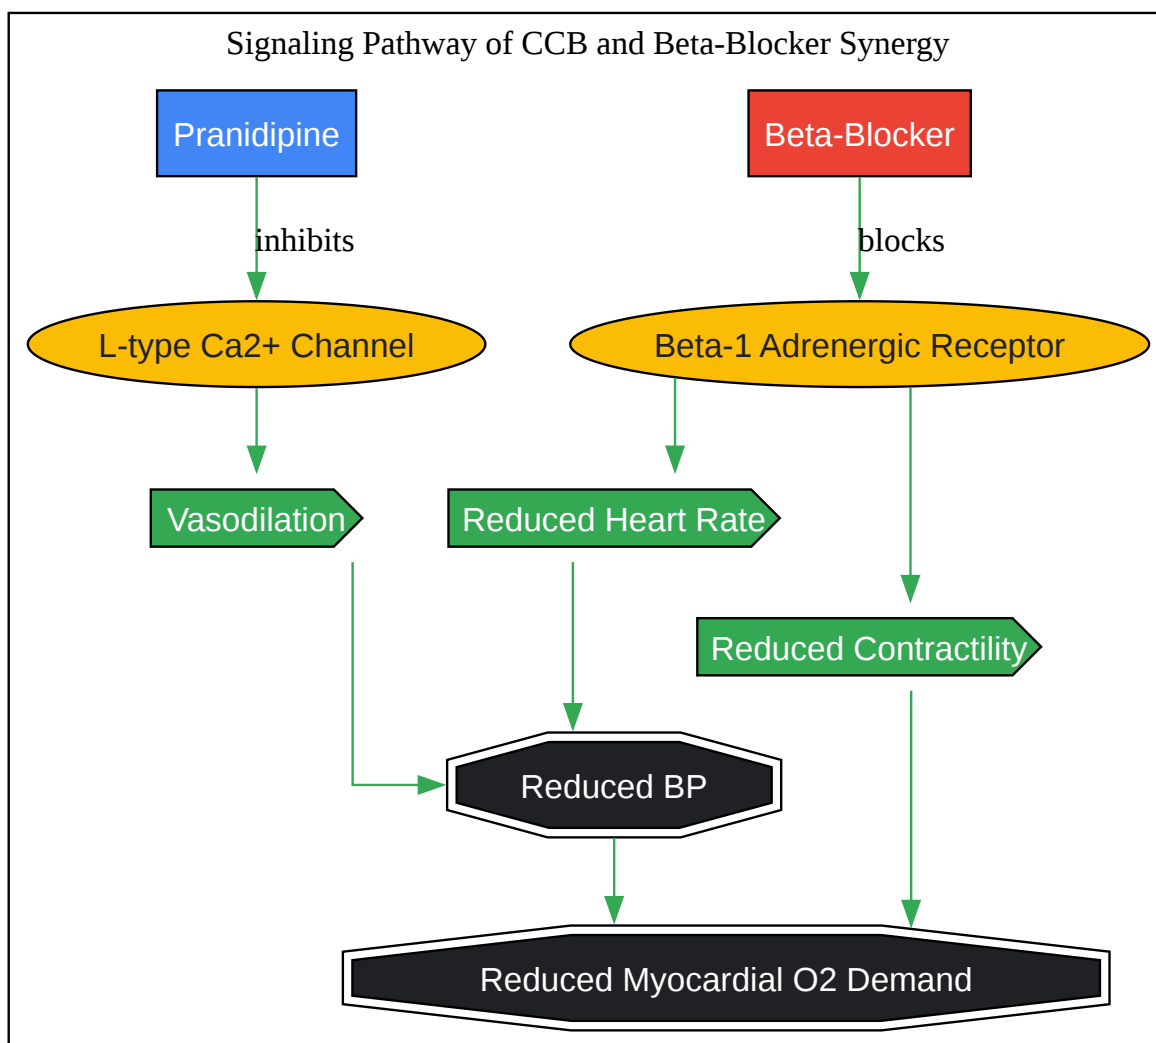 Signaling Pathway of CCB and Beta-Blocker Synergy
Pranidipine
Beta-Blocker
inhibits
blocks
L-type Ca2+ Channel
Beta-1 Adrenergic Receptor
Vasodilation
Reduced Heart Rate
Reduced Contractility
Reduced BP
Reduced Myocardial O2 Demand